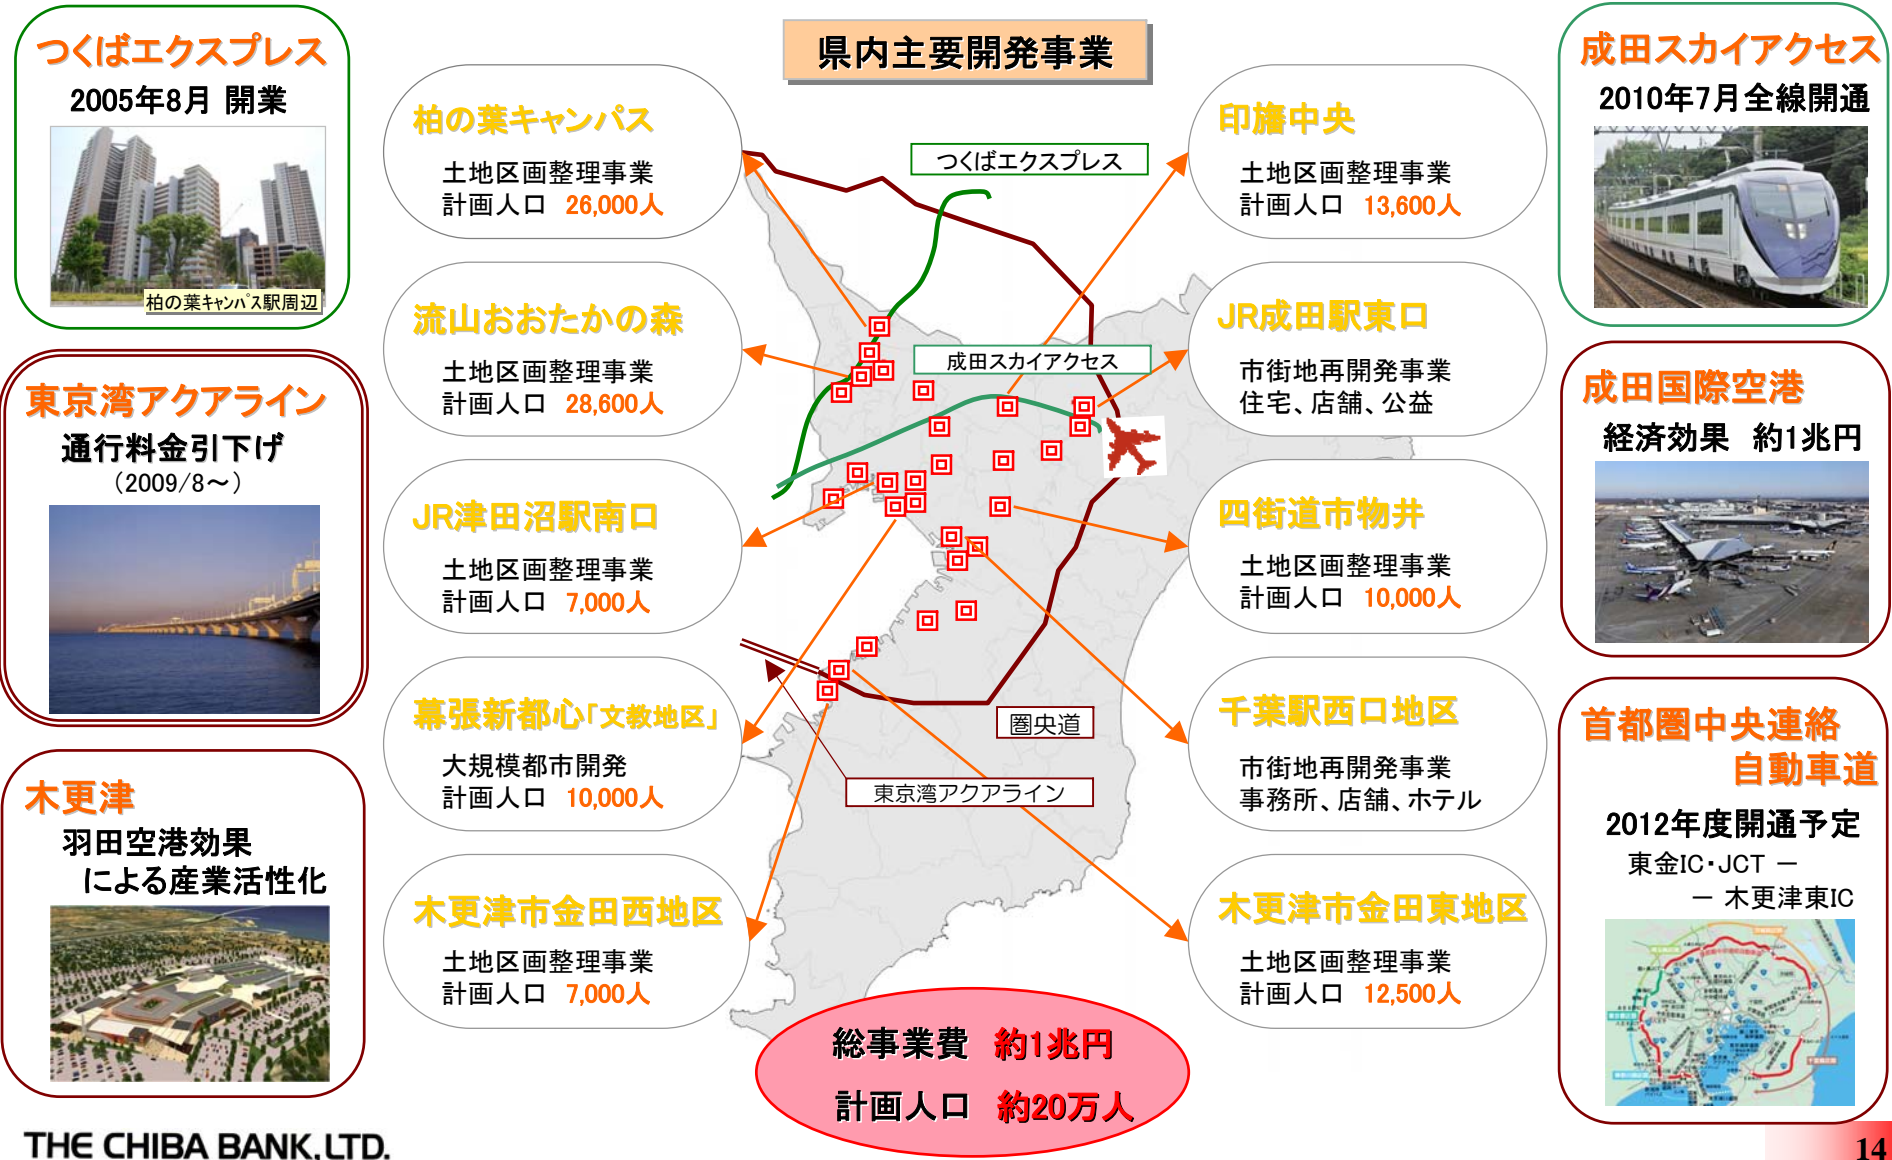 県内主要開発事業
つくばエクスプレス
2005年8月 開業
柏の葉キャンパス駅周辺
東京湾アクアライン
通行料金引下げ
（2009/8～）
木更津
羽田空港効果
による産業活性化
柏の葉キャンパス
土地区画整理事業
計画人口 26,000人
流山おおたかの森
土地区画整理事業
計画人口 28,600人
JR津田沼駅南口
土地区画整理事業
計画人口 7,000人
幕張新都心「文教地区」
大規模都市開発
計画人口 10,000人
木更津市金田西地区
土地区画整理事業
計画人口 7,000人
つくばエクスプレス
成田スカイアクセス
圏央道
東京湾アクアライン
総事業費 約1兆円
計画人口 約20万人
印旛中央
土地区画整理事業
計画人口 13,600人
JR成田駅東口
市街地再開発事業
住宅、店舗、公益
四街道市物井
土地区画整理事業
計画人口 10,000人
千葉駅西口地区
市街地再開発事業
事務所、店舗、ホテル
木更津市金田東地区
土地区画整理事業
計画人口 12,500人
成田スカイアクセス
2010年7月全線開通
成田国際空港
経済効果 約1兆円
首都圏中央連絡
自動車道
2012年度開通予定
東金IC・JCT －
－ 木更津東IC
THE CHIBA BANK, LTD.
14